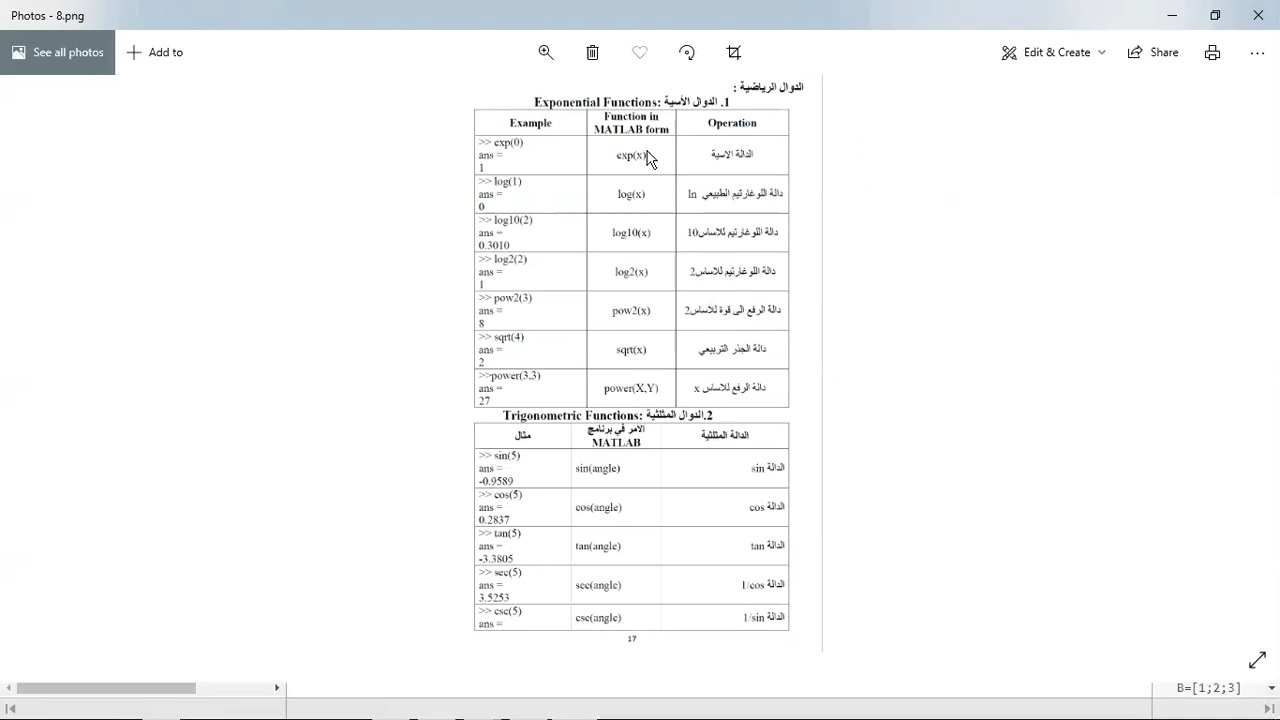 Photos - 8.png
See all photos
Add to
Edit & Create
Share
الدوال الرياضية :
1. الدوال الأسية :Exponential Functions
Example Function in MATLAB form Operation
>> exp(0)
ans =
1
exp(x)
الدالة الاسية
>> log(1)
ans =
0
log(x)
دالة اللوغارتيم الطبيعي ln
>> log10(2)
ans =
0.3010
log10(x)
دالة اللوغارتيم للاساس10
>> log2(2)
ans =
1
log2(x)
دالة اللوغارتيم للاساس2
>> pow2(3)
ans =
8
pow2(x)
دالة الرفع الى قوة للاساس2
>> sqrt(4)
ans =
2
sqrt(x)
دالة الجذر التربيعي
>>power(3,3)
ans =
27
power(X,Y)
دالة الرفع للاساس x
2.الدوال المثلثية :Trigonometric Functions
مثال
الامر في برنامج
MATLAB
الدالة المثلثية
>> sin(5)
ans =
-0.9589
sin(angle)
الدالة sin
>> cos(5)
ans =
0.2837
cos(angle)
الدالة cos
>> tan(5)
ans =
-3.3805
tan(angle)
الدالة tan
>> sec(5)
ans =
3.5253
sec(angle)
الدالة 1/cos
>> csc(5)
ans =
csc(angle)
الدالة 1/sin
17
B=[1;2;3]